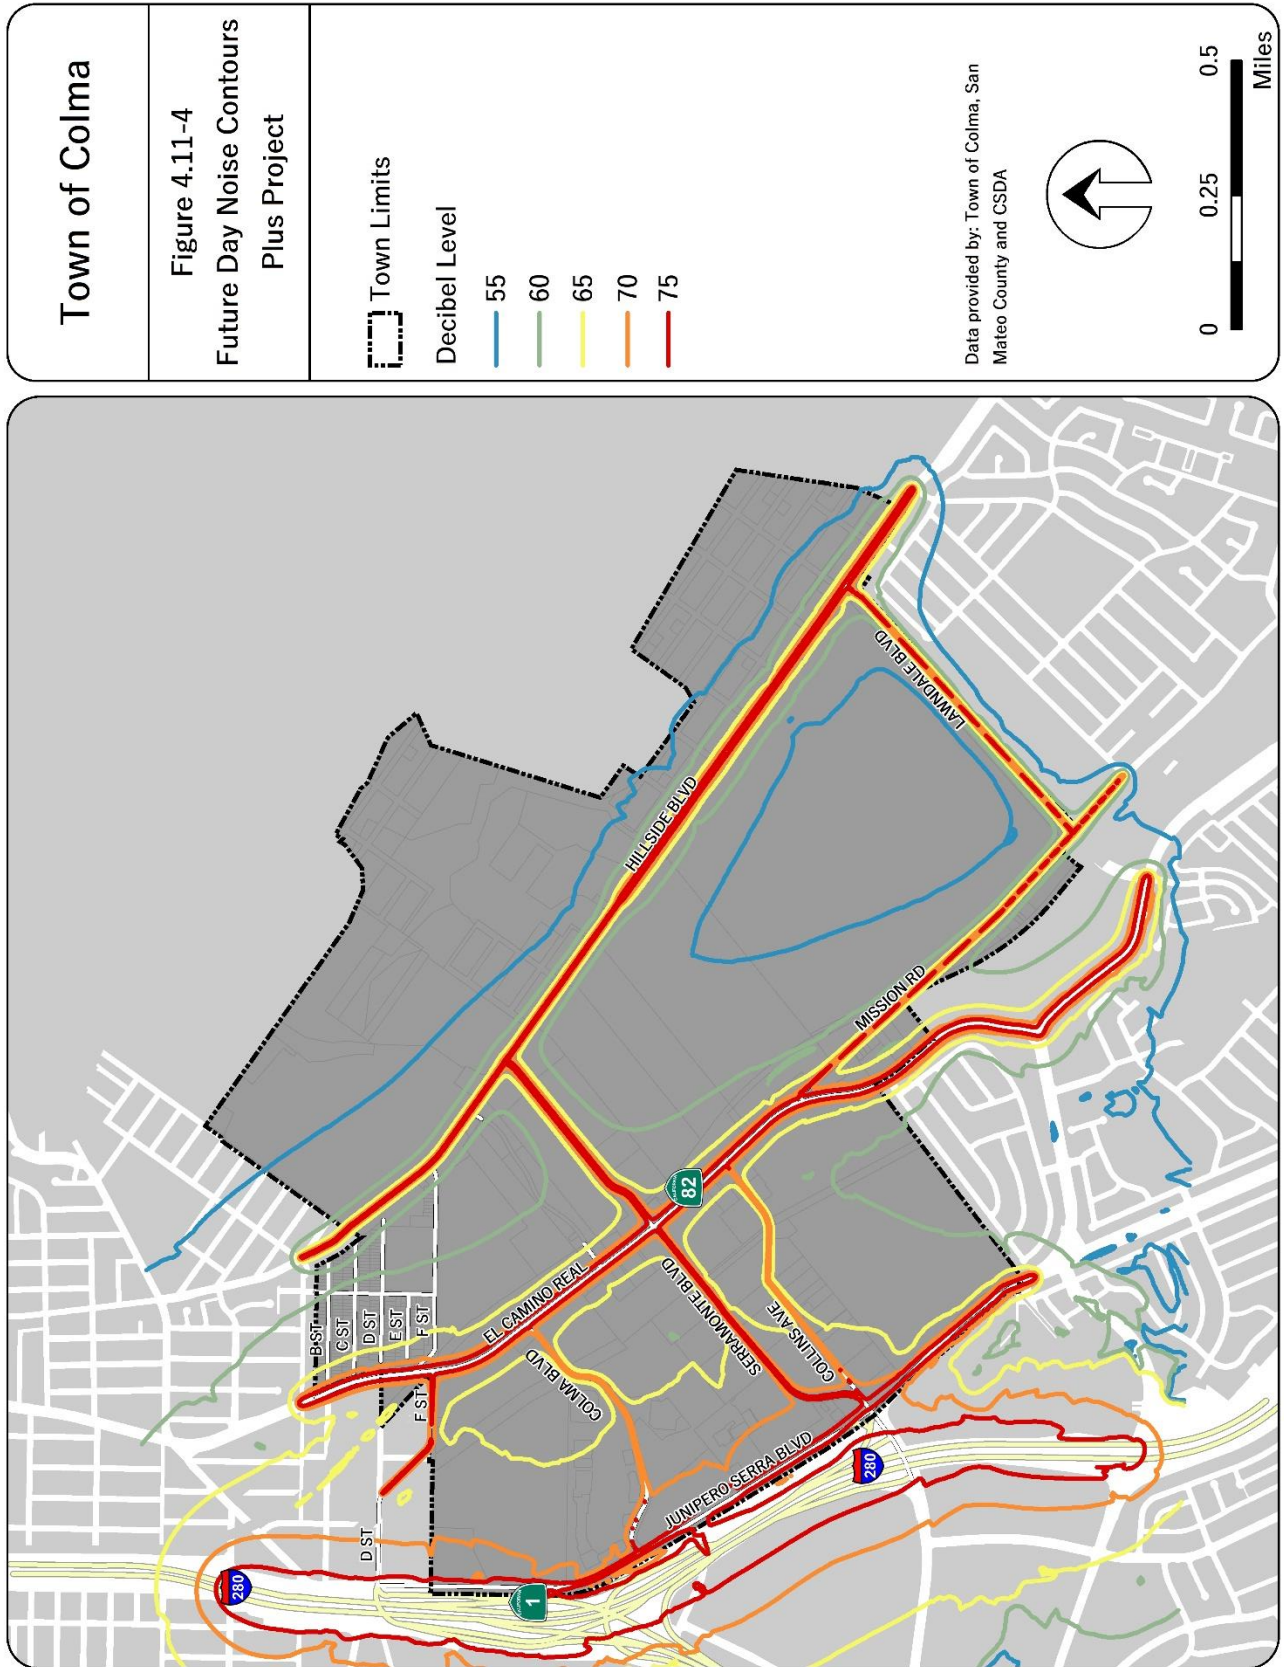 Town of Colma
Figure 4.11-4
Future Day Noise Contours
Plus Project
Town Limits
Decibel Level
55
60
65
70
75
Data provided by: Town of Colma, San
Mateo County and CSDA
0
0.25
0.5
Miles
B ST
C ST
D ST
E ST
F ST
F ST
D ST
EL CAMINO REAL
COLMA BLVD
SERRAMONTE BLVD
COLLINS AVE
JUNIPERO SERRA BLVD
HILLSIDE BLVD
LAWNDALE BLVD
MISSION RD
CALIFORNIA
82
CALIFORNIA
1
280
280